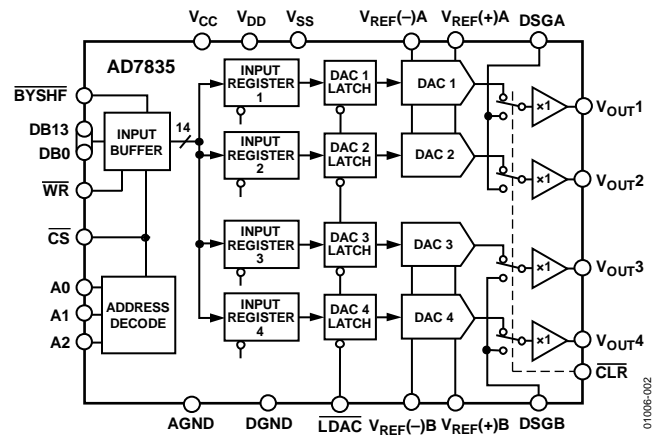 VCC VDD VSS VREF(–)A VREF(+)A DSGA
AD7835
BYSHF
DB13
DB0
WR
CS
A0
A1
A2
INPUT
BUFFER
14
ADDRESS
DECODE
INPUT
REGISTER
1
DAC 1
LATCH
DAC 1
×1
VOUT1
INPUT
REGISTER
2
DAC 2
LATCH
DAC 2
×1
VOUT2
INPUT
REGISTER
3
DAC 3
LATCH
DAC 3
×1
VOUT3
INPUT
REGISTER
4
DAC 4
LATCH
DAC 4
×1
VOUT4
CLR
AGND DGND LDAC VREF(–)B VREF(+)B DSGB
01006-002